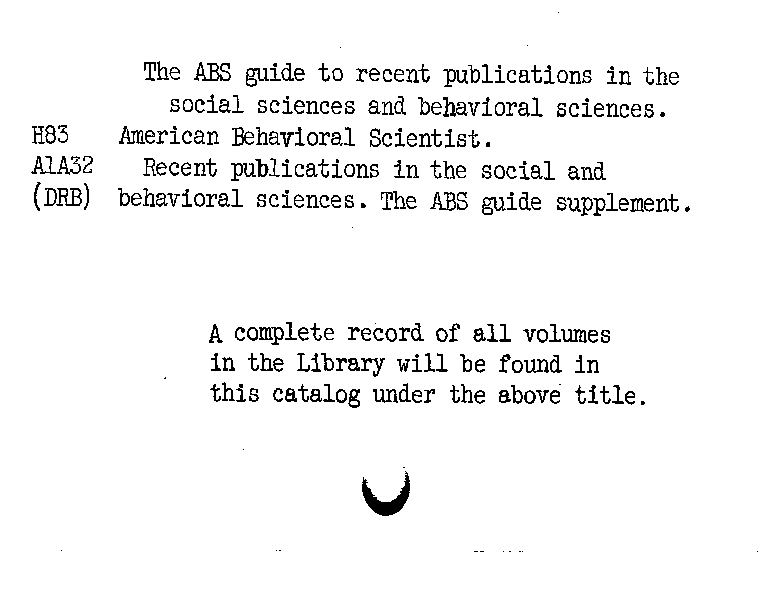 The ABS guide to recent publications in the
social sciences and behavioral sciences.
H83 American Behavioral Scientist.
A1A32 Recent publications in the social and
(DRB) behavioral sciences. The ABS guide supplement.
A complete record of all volumes
in the Library will be found in
this catalog under the above title.